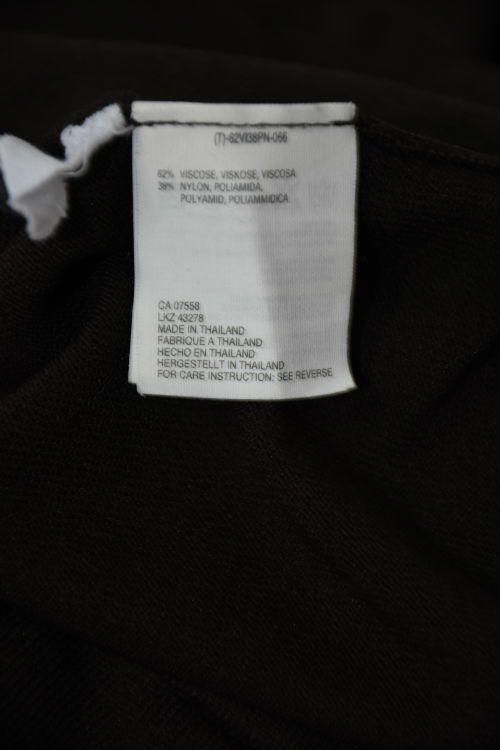 (T)-62VI38PN-066
62% VISCOSE, VISKOSE, VISCOSA
38% NYLON, POLIAMIDA,
POLYAMID, POLIAMMIDICA
CA 07558
LKZ 43278
MADE IN THAILAND
FABRIQUE A THAILAND
HECHO EN THAILAND
HERGESTELLT IN THAILAND
FOR CARE INSTRUCTION: SEE REVERSE